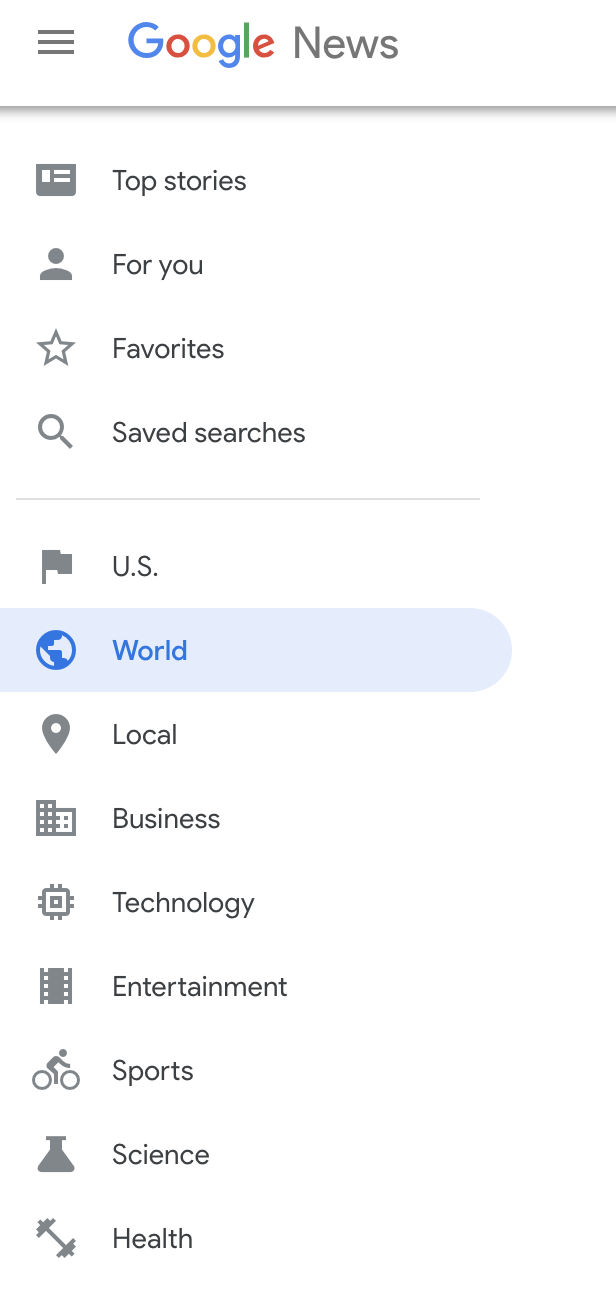 Google News
Top stories
For you
Favorites
Saved searches
U.S.
World
Local
Business
Technology
Entertainment
Sports
Science
Health